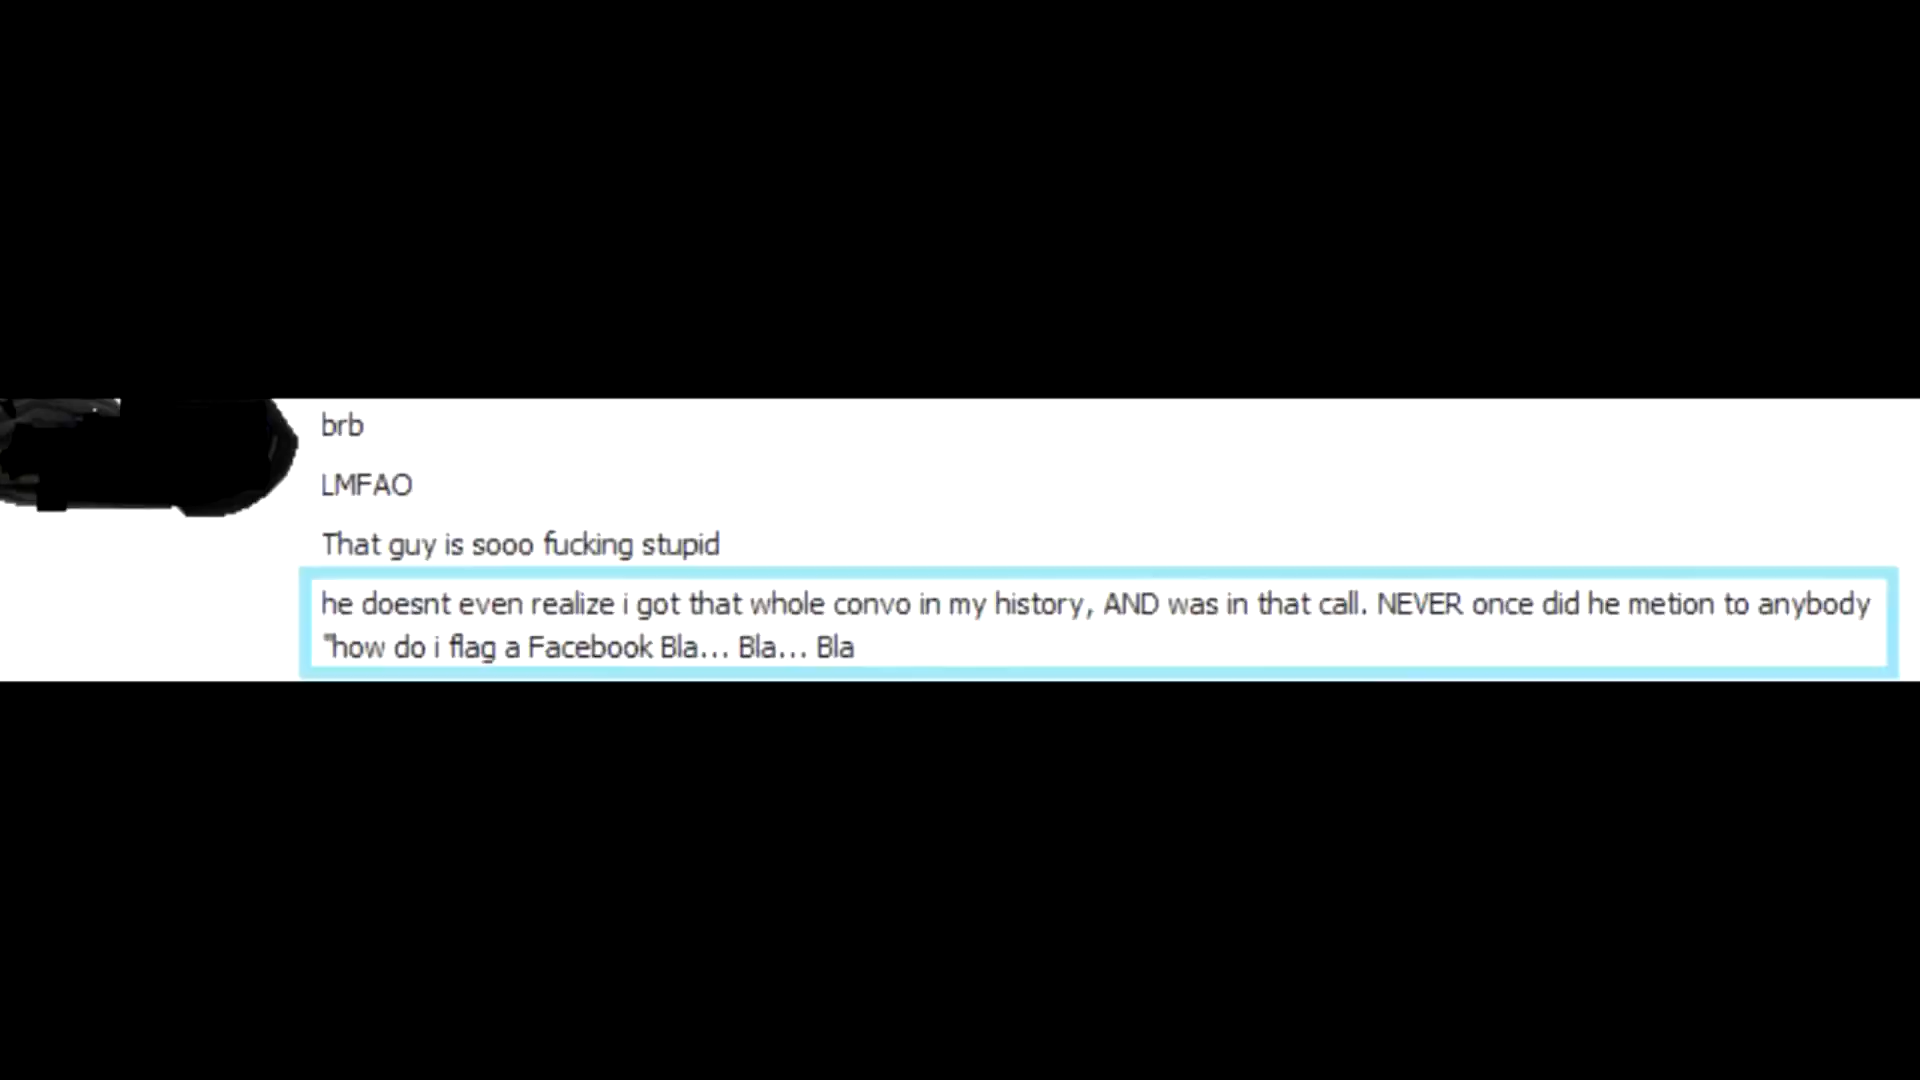 brb
LMFAO
That guy is sooo fucking stupid
he doesnt even realize i got that whole convo in my history, AND was in that call. NEVER once did he metion to anybody
"how do i flag a Facebook Bla... Bla... Bla